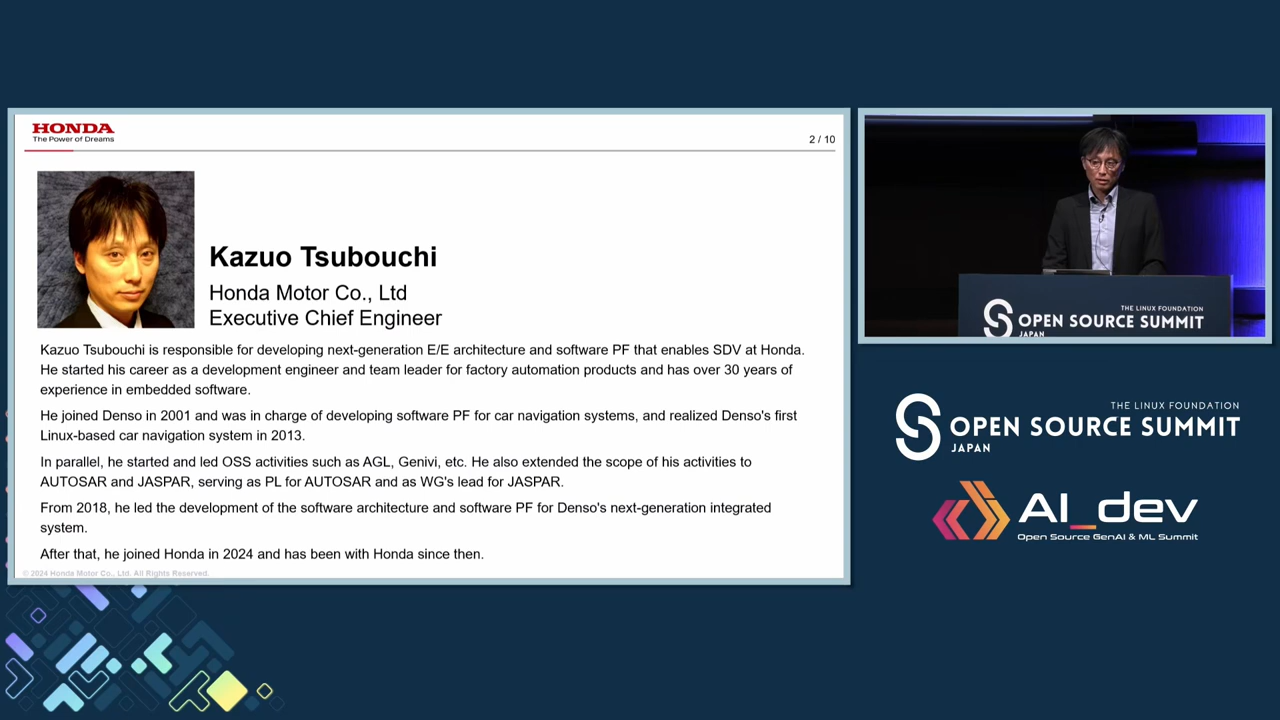 HONDA
The Power of Dreams
2 / 10
Kazuo Tsubouchi
Honda Motor Co., Ltd
Executive Chief Engineer
Kazuo Tsubouchi is responsible for developing next-generation E/E architecture and software PF that enables SDV at Honda.
He started his career as a development engineer and team leader for factory automation products and has over 30 years of
experience in embedded software.
He joined Denso in 2001 and was in charge of developing software PF for car navigation systems, and realized Denso's first
Linux-based car navigation system in 2013.
In parallel, he started and led OSS activities such as AGL, Genivi, etc. He also extended the scope of his activities to
AUTOSAR and JASPAR, serving as PL for AUTOSAR and as WG's lead for JASPAR.
From 2018, he led the development of the software architecture and software PF for Denso's next-generation integrated
system.
After that, he joined Honda in 2024 and has been with Honda since then.
© 2024 Honda Motor Co., Ltd. All Rights Reserved.
THE LINUX FOUNDATION
OPEN SOURCE SUMMIT
JAPAN
THE LINUX FOUNDATION
OPEN SOURCE SUMMIT
JAPAN
AI_dev
Open Source GenAI & ML Summit